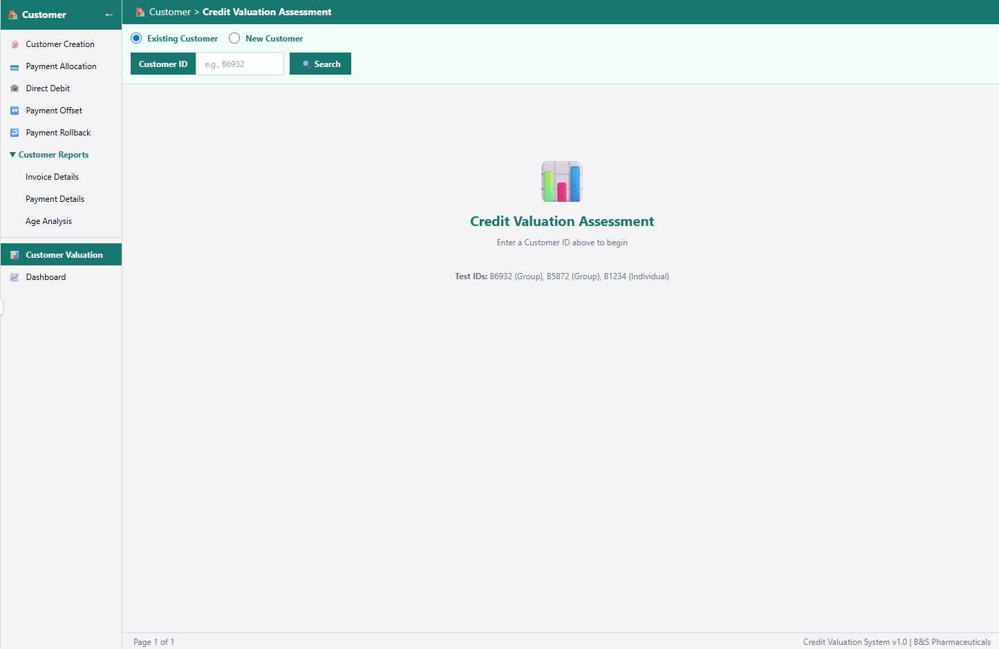 Customer ←
Customer Creation
Payment Allocation
Direct Debit
Payment Offset
Payment Rollback
▼ Customer Reports
Invoice Details
Payment Details
Age Analysis
Customer Valuation
Dashboard
Customer > Credit Valuation Assessment
Existing Customer New Customer
Customer ID e.g., B6932 Search
Credit Valuation Assessment
Enter a Customer ID above to begin
Test IDs: B6932 (Group), B5872 (Group), B1234 (Individual)
Page 1 of 1 Credit Valuation System v1.0 | B&S Pharmaceuticals